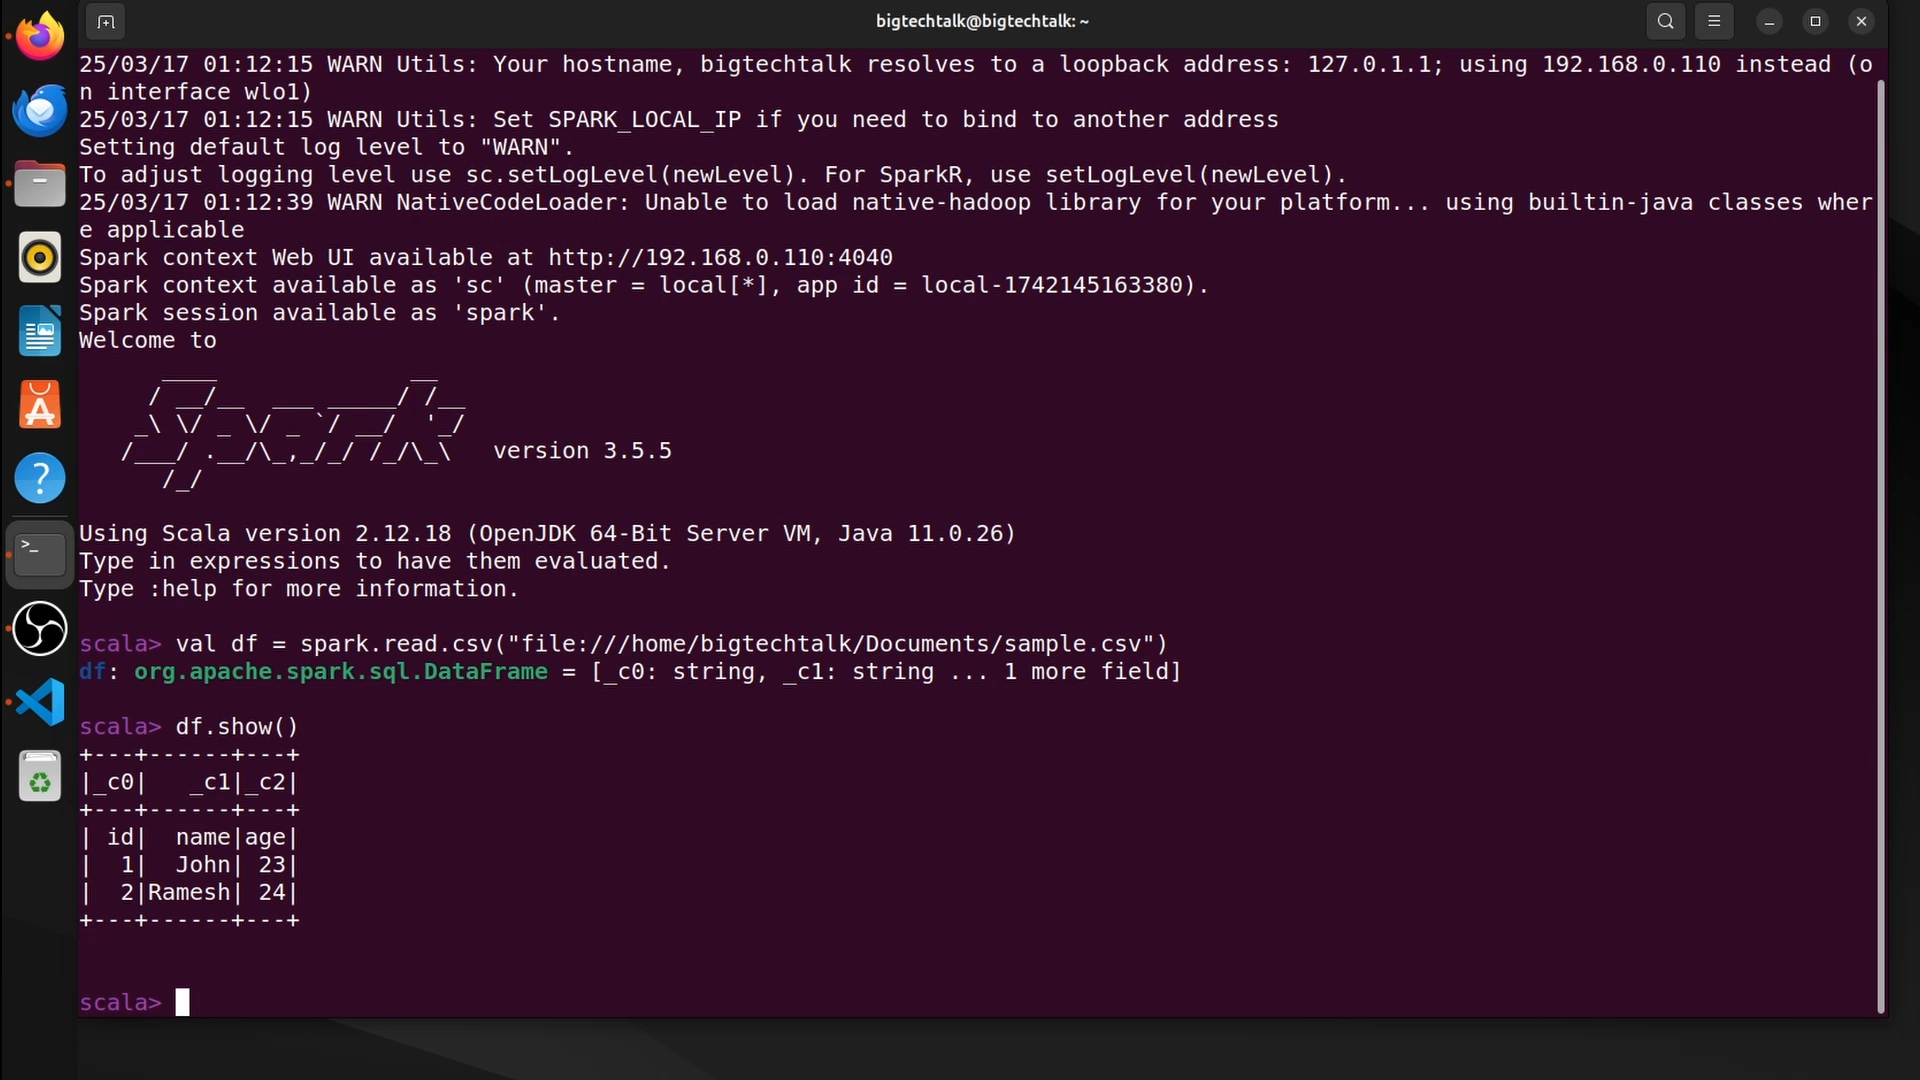 bigtechtalk@bigtechtalk: ~
25/03/17 01:12:15 WARN Utils: Your hostname, bigtechtalk resolves to a loopback address: 127.0.1.1; using 192.168.0.110 instead (o
n interface wlo1)
25/03/17 01:12:15 WARN Utils: Set SPARK_LOCAL_IP if you need to bind to another address
Setting default log level to "WARN".
To adjust logging level use sc.setLogLevel(newLevel). For SparkR, use setLogLevel(newLevel).
25/03/17 01:12:39 WARN NativeCodeLoader: Unable to load native-hadoop library for your platform... using builtin-java classes wher
e applicable
Spark context Web UI available at http://192.168.0.110:4040
Spark context available as 'sc' (master = local[*], app id = local-1742145163380).
Spark session available as 'spark'.
Welcome to
      ____              __
     / __/__  ___ _____/ /__
    _\ \/ _ \/ _ `/ __/  '_/
   /___/ .__/\_,_/_/ /_/\_\   version 3.5.5
      /_/
Using Scala version 2.12.18 (OpenJDK 64-Bit Server VM, Java 11.0.26)
Type in expressions to have them evaluated.
Type :help for more information.
scala> val df = spark.read.csv("file:///home/bigtechtalk/Documents/sample.csv")
df: org.apache.spark.sql.DataFrame = [_c0: string, _c1: string ... 1 more field]
scala> df.show()
+---+------+---+
|_c0|   _c1|_c2|
+---+------+---+
| id|  name|age|
|  1|  John| 23|
|  2|Ramesh| 24|
+---+------+---+
scala>